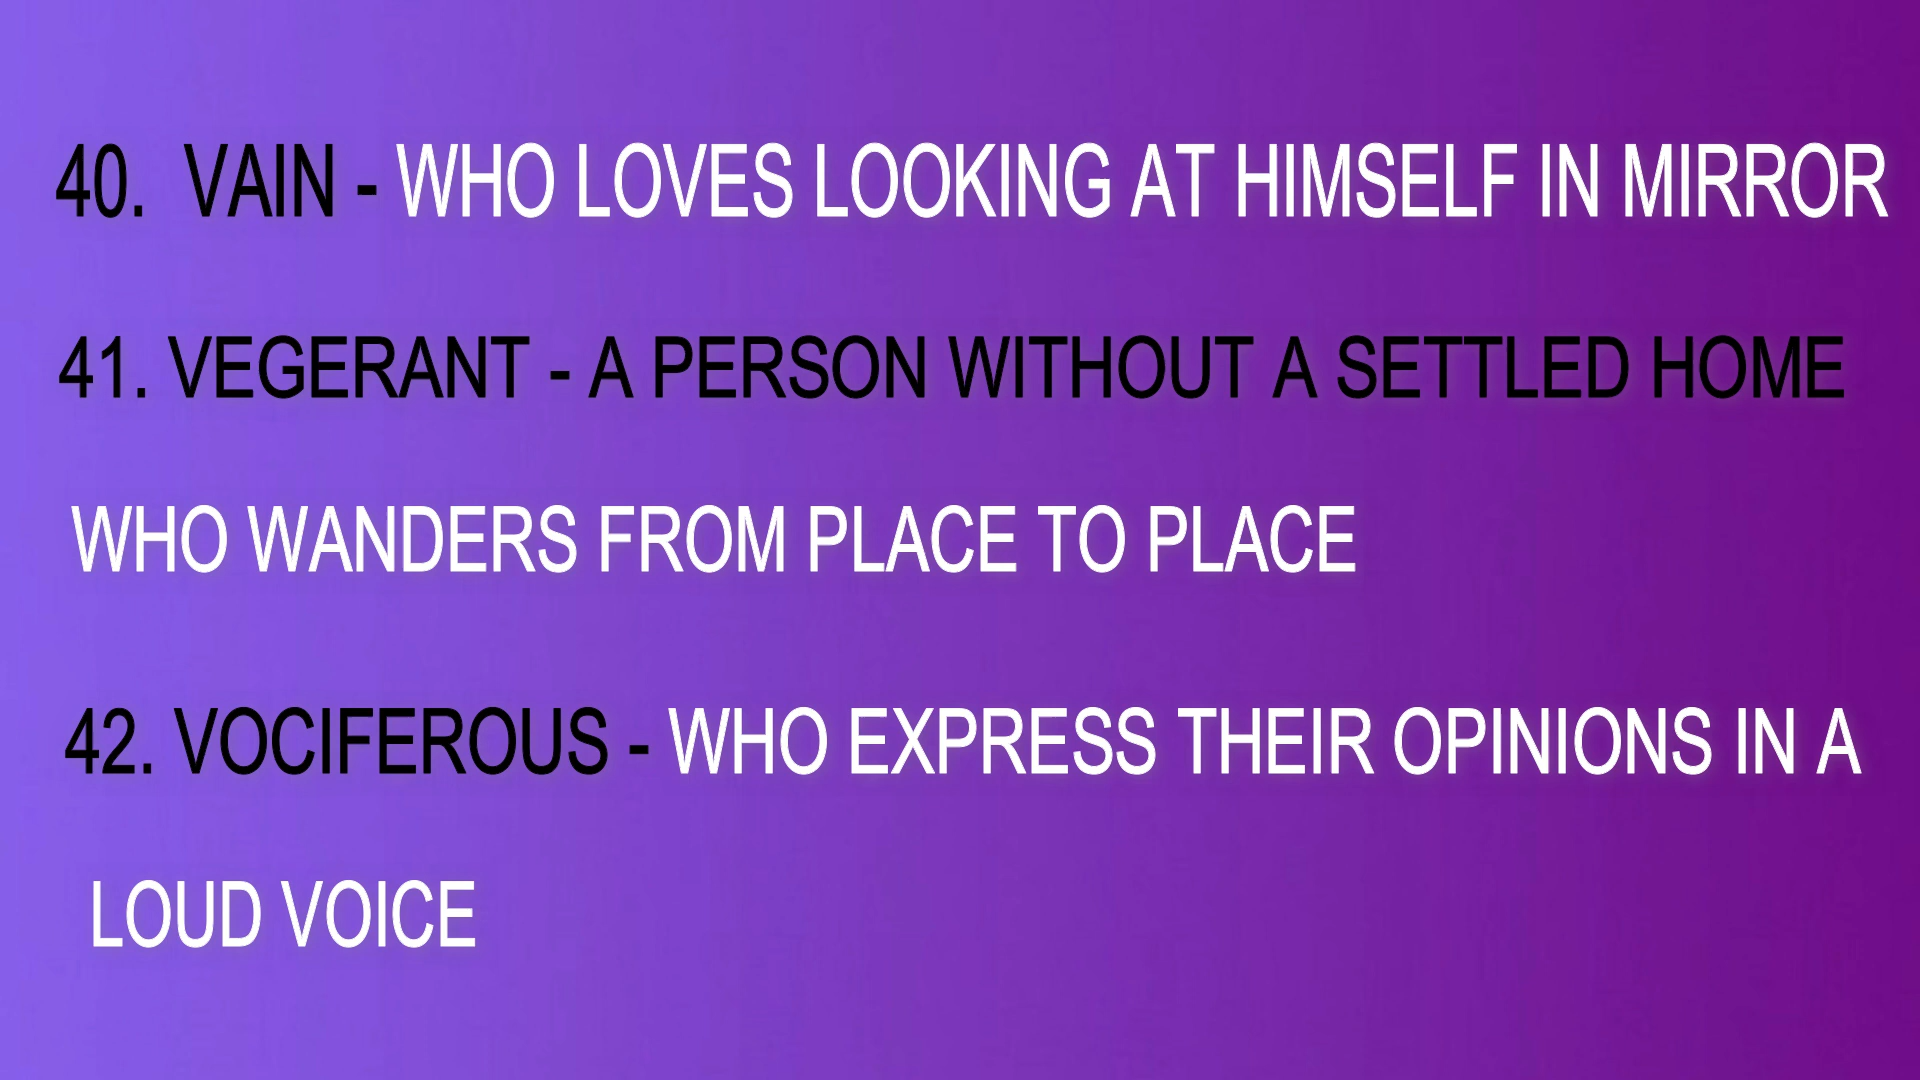 40. VAIN - WHO LOVES LOOKING AT HIMSELF IN MIRROR
41. VEGERANT - A PERSON WITHOUT A SETTLED HOME
WHO WANDERS FROM PLACE TO PLACE
42. VOCIFEROUS - WHO EXPRESS THEIR OPINIONS IN A
LOUD VOICE